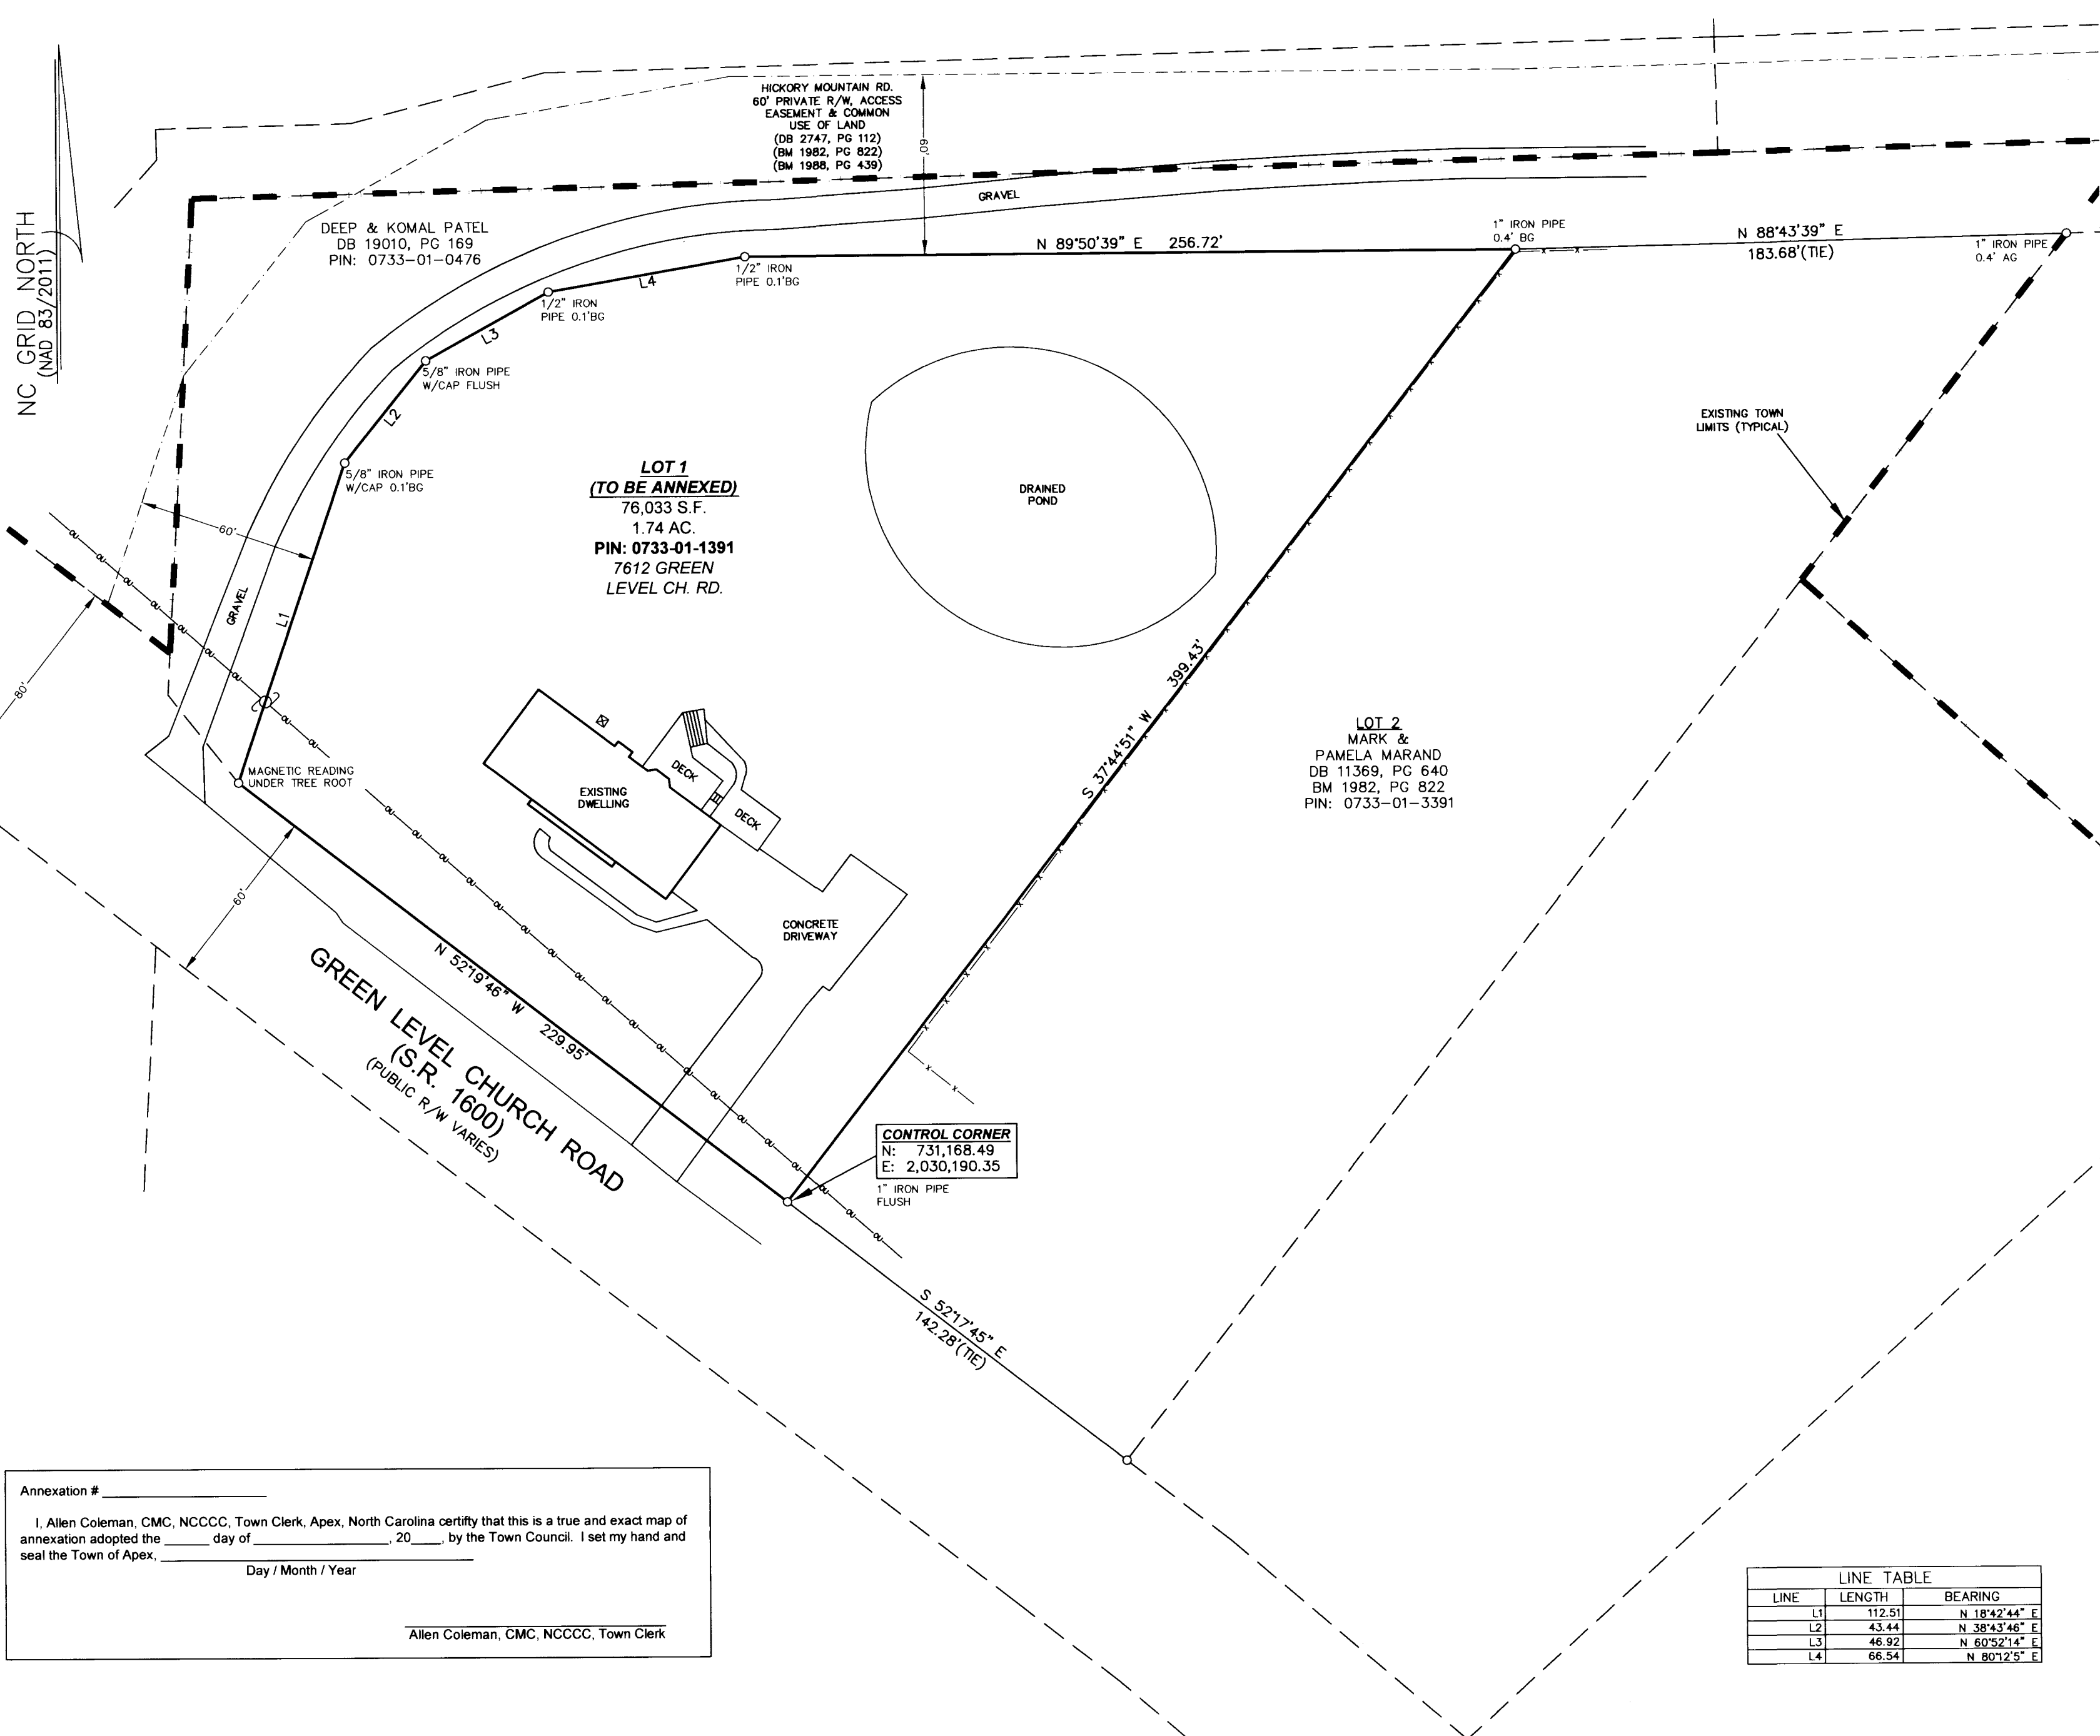 HICKORY MOUNTAIN RD.
60' PRIVATE R/W, ACCESS
EASEMENT & COMMON
USE OF LAND
(DB 2747, PG 112)
(BM 1982, PG 822)
(BM 1988, PG 439)
60'
GRAVEL
NC GRID NORTH
(NAD 83/2011)
DEEP & KOMAL PATEL
DB 19010, PG 169
PIN: 0733-01-0476
N 89°50'39" E 256.72'
1" IRON PIPE
0.4' BG
N 88°43'39" E
183.68'(TIE)
1" IRON PIPE
0.4' AG
1/2" IRON
PIPE 0.1'BG
L4
1/2" IRON
PIPE 0.1'BG
L3
5/8" IRON PIPE
W/CAP FLUSH
L2
5/8" IRON PIPE
W/CAP 0.1'BG
EXISTING TOWN
LIMITS (TYPICAL)
LOT 1
(TO BE ANNEXED)
76,033 S.F.
1.74 AC.
PIN: 0733-01-1391
7612 GREEN
LEVEL CH. RD.
DRAINED
POND
60'
GRAVEL
L1
80'
S 37°44'51" W 399.43'
LOT 2
MARK &
PAMELA MARAND
DB 11369, PG 640
BM 1982, PG 822
PIN: 0733-01-3391
MAGNETIC READING
UNDER TREE ROOT
EXISTING
DWELLING
DECK
DECK
60'
CONCRETE
DRIVEWAY
N 52°19'46" W 229.95'
GREEN LEVEL CHURCH ROAD
(S.R. 1600)
(PUBLIC R/W VARIES)
CONTROL CORNER
N: 731,168.49
E: 2,030,190.35
1" IRON PIPE
FLUSH
S 52°17'45" E
142.28'(TIE)
Annexation #
I, Allen Coleman, CMC, NCCCC, Town Clerk, Apex, North Carolina certifty that this is a true and exact map of
annexation adopted the ______ day of __________________, 20____, by the Town Council. I set my hand and
seal the Town of Apex,
Day / Month / Year
Allen Coleman, CMC, NCCCC, Town Clerk
LINE TABLE
LINE LENGTH BEARING
L1 112.51 N 18°42'44" E
L2 43.44 N 38°43'46" E
L3 46.92 N 60°52'14" E
L4 66.54 N 80°12'5" E